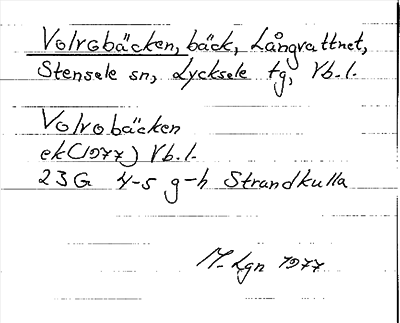 Volrobäcken, bäck, Långvattnet,
Stensele sn, Lycksele tg, Vb.l.
Volrobäcken
ek(1977) Vb.l.
23G 4-5 g-h Strandkulla
M-Lgn 1977